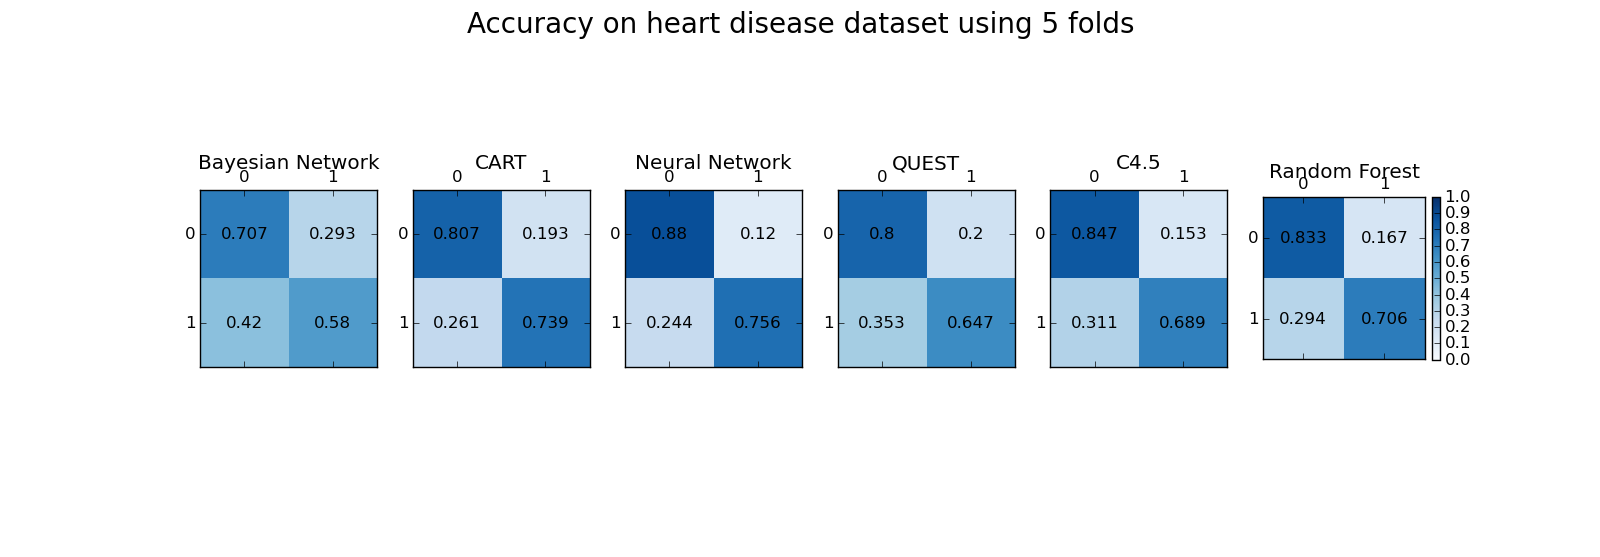 Accuracy on heart disease dataset using 5 folds
Bayesian Network
0 1
0 0.707 0.293
1 0.42 0.58
CART
0 1
0 0.807 0.193
1 0.261 0.739
Neural Network
0 1
0 0.88 0.12
1 0.244 0.756
QUEST
0 1
0 0.8 0.2
1 0.353 0.647
C4.5
0 1
0 0.847 0.153
1 0.311 0.689
Random Forest
0 1
0 0.833 0.167
1 0.294 0.706
1.0
0.9
0.8
0.7
0.6
0.5
0.4
0.3
0.2
0.1
0.0